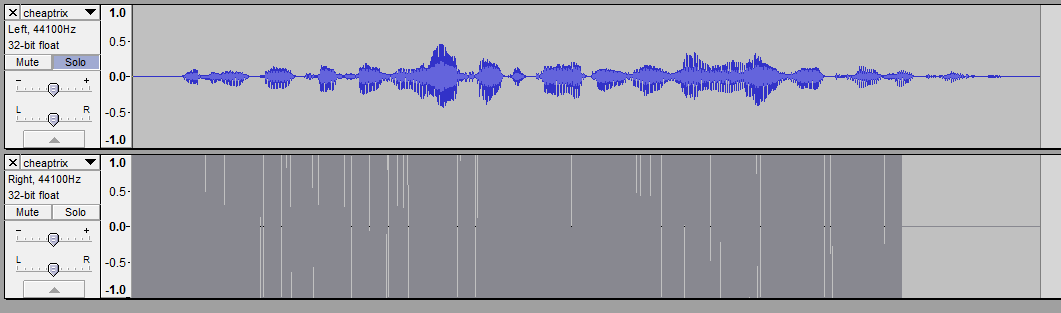 cheaptrix
Left, 44100Hz
32-bit float
Mute Solo
- +
L R
1.0
0.5-
0.0-
-0.5-
-1.0
cheaptrix
Right, 44100Hz
32-bit float
Mute Solo
- +
L R
1.0
0.5-
0.0-
-0.5-
-1.0